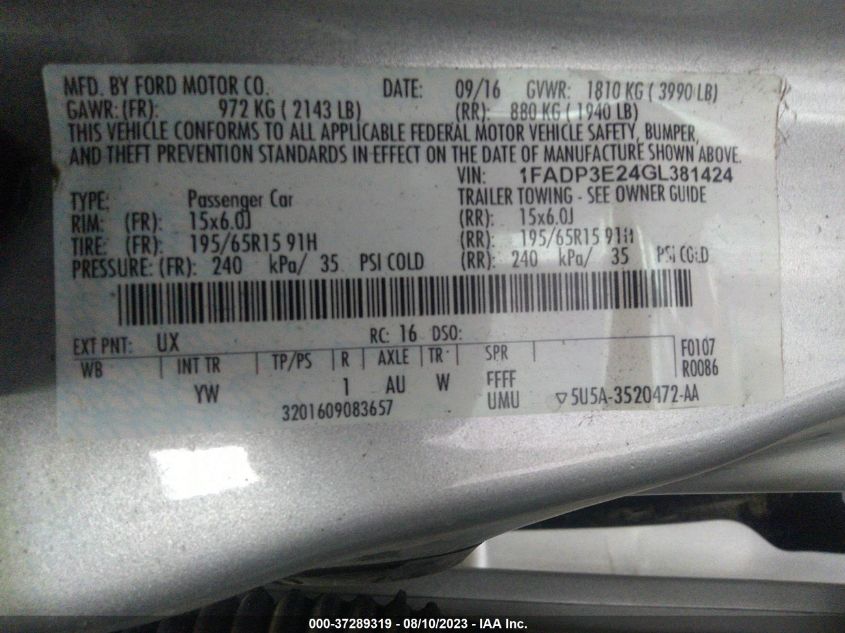 MFD. BY FORD MOTOR CO. DATE: 09/16 GVWR: 1810 KG ( 3990 LB)
GAWR: (FR): 972 KG ( 2143 LB) (RR): 880 KG ( 1940 LB)
THIS VEHICLE CONFORMS TO ALL APPLICABLE FEDERAL MOTOR VEHICLE SAFETY, BUMPER,
AND THEFT PREVENTION STANDARDS IN EFFECT ON THE DATE OF MANUFACTURE SHOWN ABOVE.
VIN: 1FADP3E24GL381424
TYPE: Passenger Car TRAILER TOWING - SEE OWNER GUIDE
RIM: (FR): 15x6.0J (RR): 15x6.0J
TIRE: (FR): 195/65R15 91H (RR): 195/65R15 91H
PRESSURE: (FR): 240 kPa/ 35 PSI COLD (RR): 240 kPa/ 35 PSI COLD
EXT PNT: UX RC: 16 DSO:
WB INT TR TP/PS R AXLE TR SPR F0107
R0086
YW 1 AU W FFFF
UMU ▽5U5A-3520472-AA
3201609083657
000-37289319 - 08/10/2023 - IAA Inc.